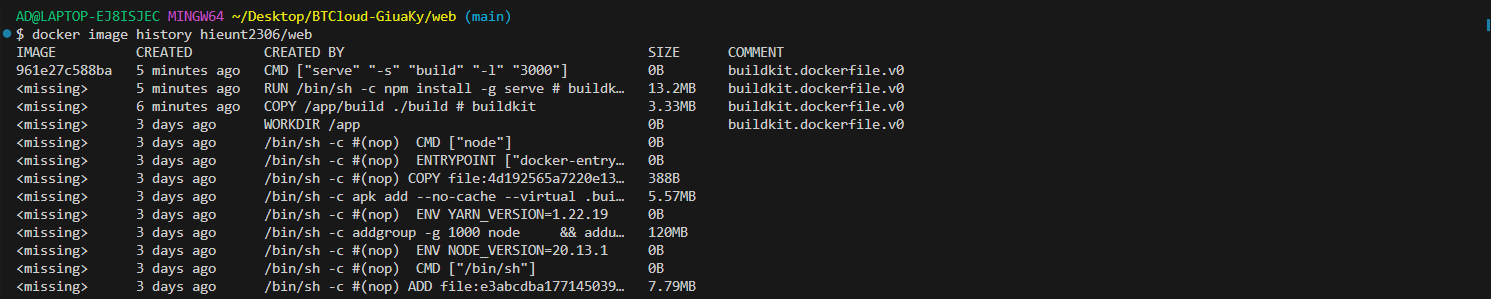 AD@LAPTOP-EJ8ISJEC MINGW64 ~/Desktop/BTCloud-GiuaKy/web (main)
$ docker image history hieunt2306/web
IMAGE CREATED CREATED BY SIZE COMMENT
961e27c588ba 5 minutes ago CMD ["serve" "-s" "build" "-l" "3000"] 0B buildkit.dockerfile.v0
<missing> 5 minutes ago RUN /bin/sh -c npm install -g serve # buildk… 13.2MB buildkit.dockerfile.v0
<missing> 6 minutes ago COPY /app/build ./build # buildkit 3.33MB buildkit.dockerfile.v0
<missing> 3 days ago WORKDIR /app 0B buildkit.dockerfile.v0
<missing> 3 days ago /bin/sh -c #(nop) CMD ["node"] 0B
<missing> 3 days ago /bin/sh -c #(nop) ENTRYPOINT ["docker-entry… 0B
<missing> 3 days ago /bin/sh -c #(nop) COPY file:4d192565a7220e13… 388B
<missing> 3 days ago /bin/sh -c apk add --no-cache --virtual .bui… 5.57MB
<missing> 3 days ago /bin/sh -c #(nop) ENV YARN_VERSION=1.22.19 0B
<missing> 3 days ago /bin/sh -c addgroup -g 1000 node && addu… 120MB
<missing> 3 days ago /bin/sh -c #(nop) ENV NODE_VERSION=20.13.1 0B
<missing> 3 days ago /bin/sh -c #(nop) CMD ["/bin/sh"] 0B
<missing> 3 days ago /bin/sh -c #(nop) ADD file:e3abcdba177145039… 7.79MB